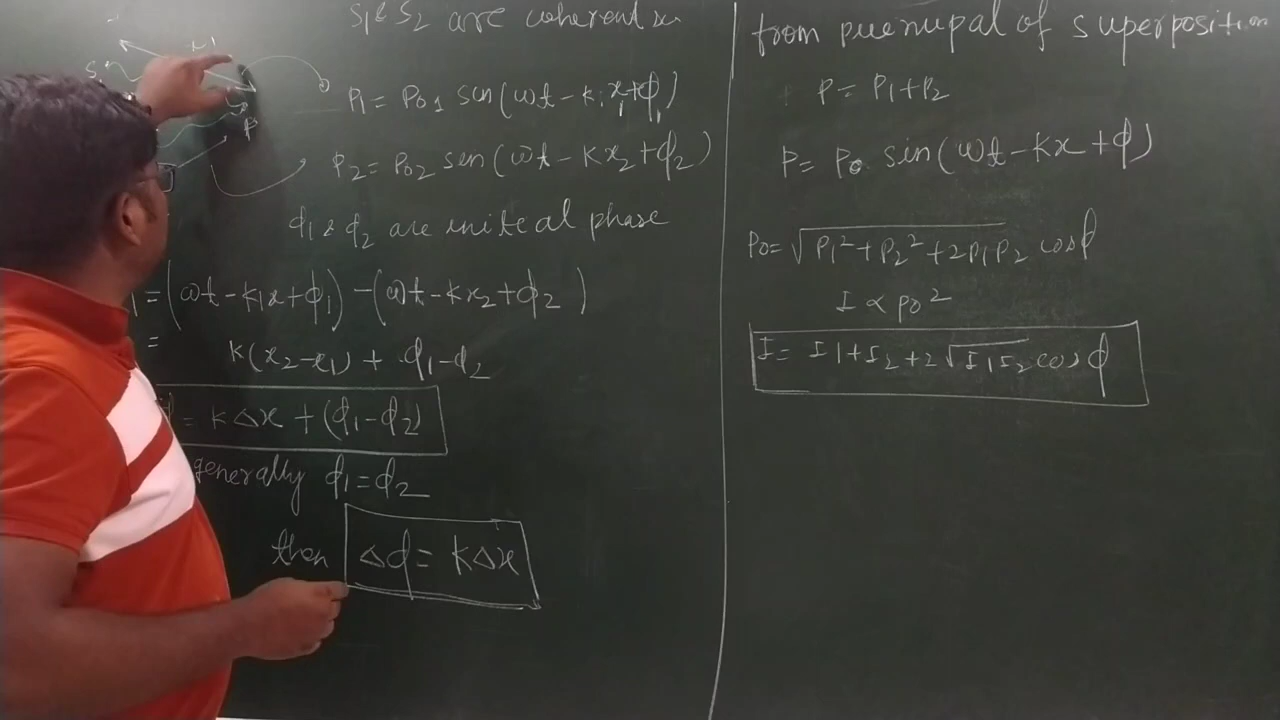 S1 & S2 are coherent
x1
S
P
P1 = P01 sin(ωt - k x1 + ϕ1)
P2 = P02 sin(ωt - kx2 + ϕ2)
ϕ1 & ϕ2 are initeal phase
= (ωt - k1x + ϕ1) - (ωt - kx2 + ϕ2)
= k(x2 - x1) + ϕ1 - ϕ2
= kΔx + (ϕ1 - ϕ2)
generally ϕ1 = ϕ2
then Δϕ = kΔx
from puenupal of superposition
P = P1 + P2
P = P0 sin(ωt - kx + ϕ)
P0 = √P1² + P2² + 2P1P2 cosϕ
I ∝ P0²
I = I1 + I2 + 2√I1I2 cosϕ